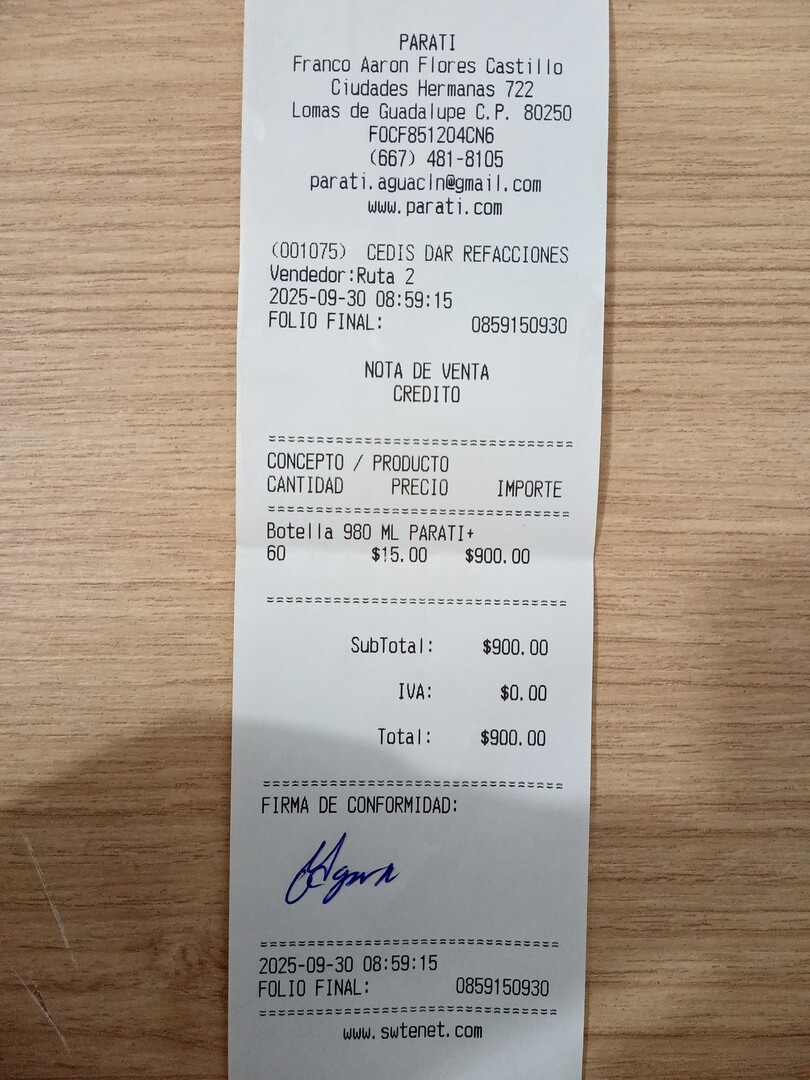 PARATI
Franco Aaron Flores Castillo
Ciudades Hermanas 722
Lomas de Guadalupe C.P. 80250
FOCF851204CN6
(667) 481-8105
parati.aguacln@gmail.com
www.parati.com
(001075) CEDIS DAR REFACCIONES
Vendedor:Ruta 2
2025-09-30 08:59:15
FOLIO FINAL: 0859150930
NOTA DE VENTA
CREDITO
CONCEPTO / PRODUCTO
CANTIDAD PRECIO IMPORTE
Botella 980 ML PARATI+
60 $15.00 $900.00
SubTotal: $900.00
IVA: $0.00
Total: $900.00
FIRMA DE CONFORMIDAD:
2025-09-30 08:59:15
FOLIO FINAL: 0859150930
www.swtenet.com